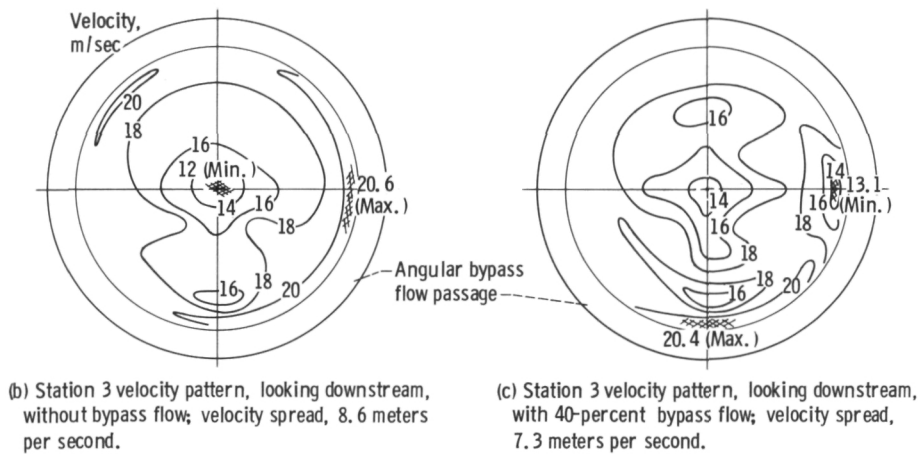 Velocity,
m/sec
20
18
16
12 (Min.)
14
16
18
20.6
(Max.)
18
16
20
Angular bypass
flow passage
16
14
13.1
16
(Min.)
14
18
16
18
18
20
16
20.4 (Max.)
(b) Station 3 velocity pattern, looking downstream,
without bypass flow; velocity spread, 8.6 meters
per second.
(c) Station 3 velocity pattern, looking downstream,
with 40-percent bypass flow; velocity spread,
7.3 meters per second.